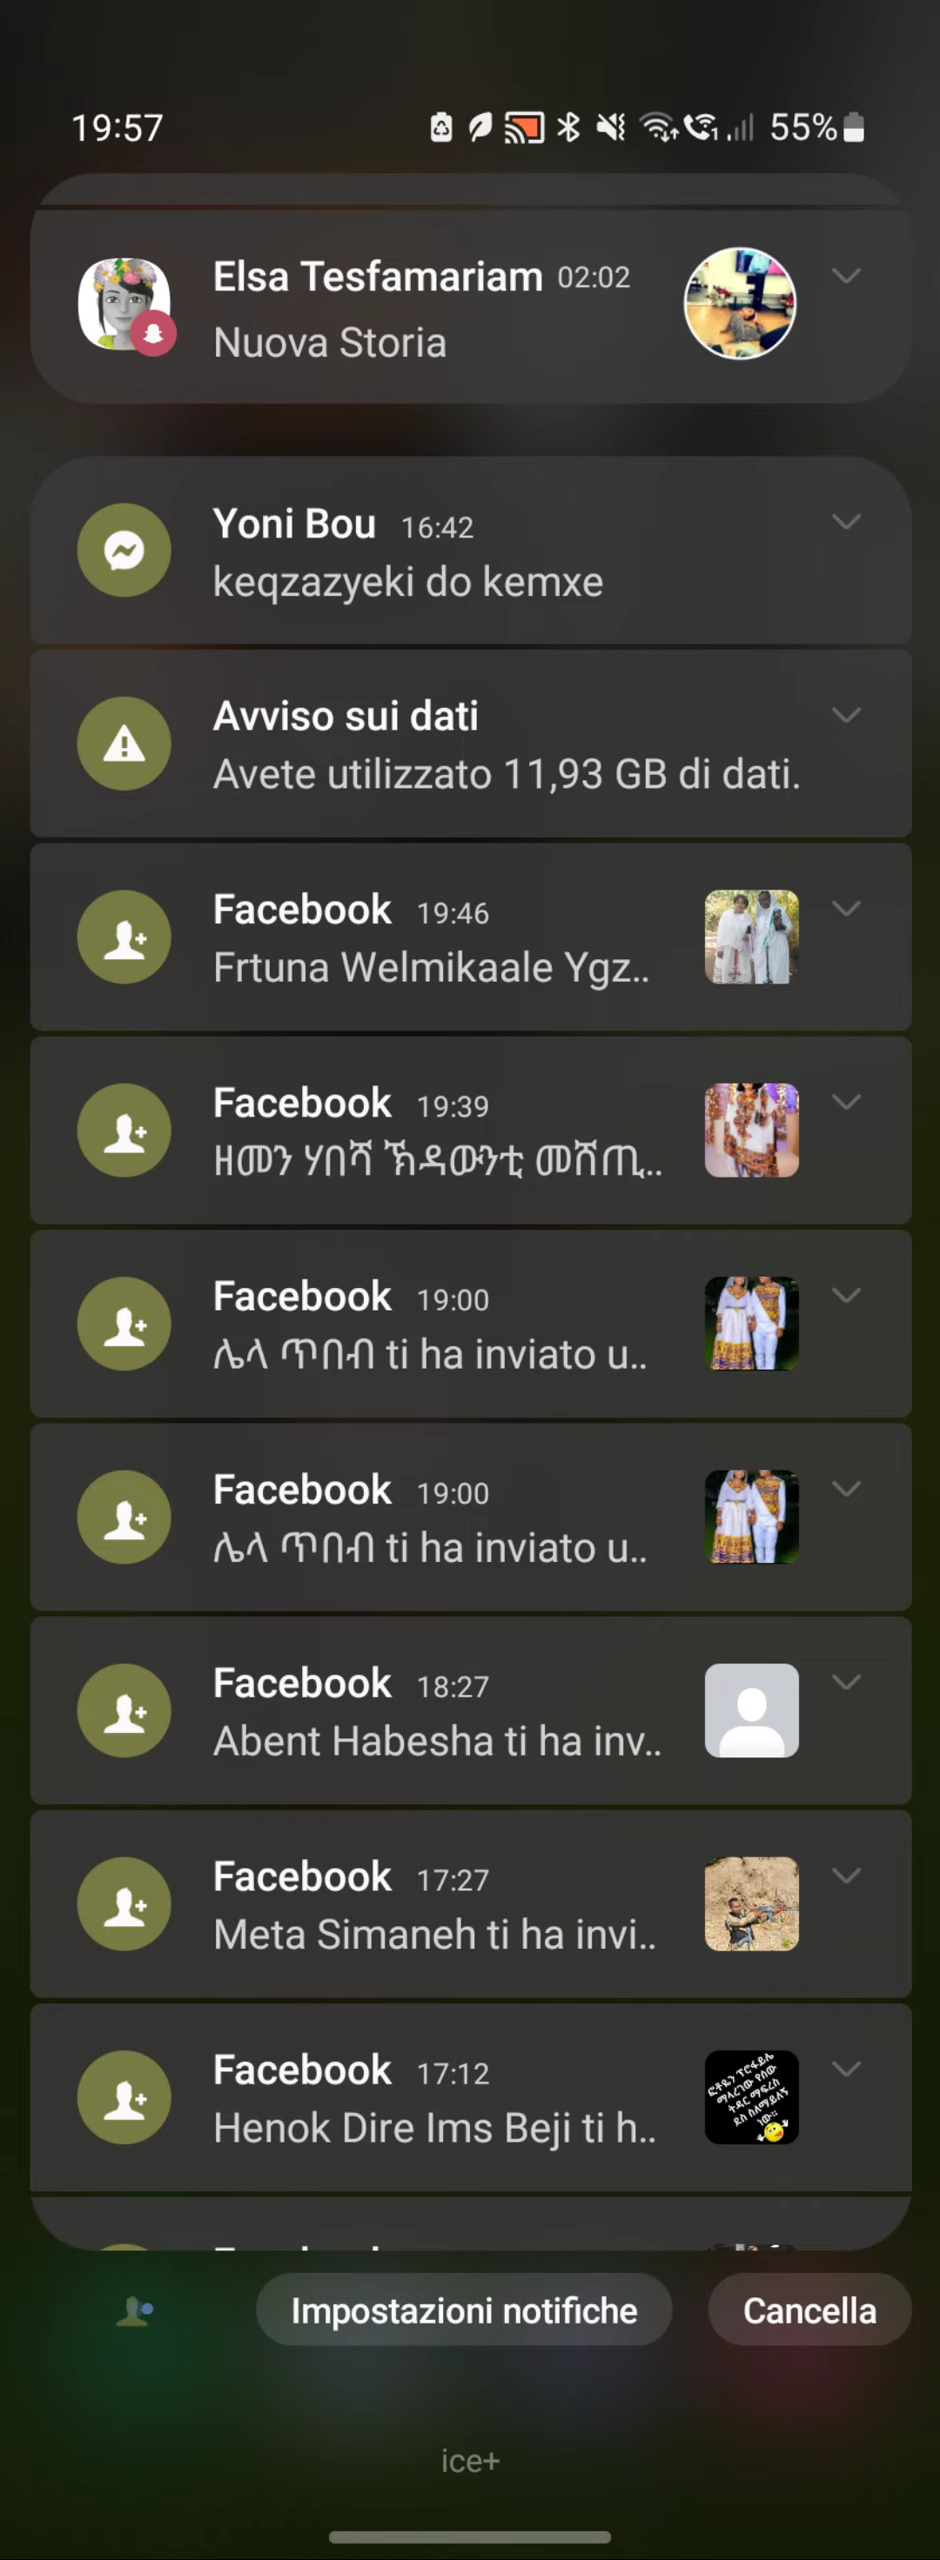 19:57 55%
Elsa Tesfamariam 02:02
Nuova Storia
Yoni Bou 16:42
keqzazyeki do kemxe
Avviso sui dati
Avete utilizzato 11,93 GB di dati.
Facebook 19:46
Frtuna Welmikaale Ygz..
Facebook 19:39
ዘመን ሃበሻ ኽዳውንቲ መሸጢ..
Facebook 19:00
ሌላ ጥበብ ti ha inviato u..
Facebook 19:00
ሌላ ጥበብ ti ha inviato u..
Facebook 18:27
Abent Habesha ti ha inv..
Facebook 17:27
Meta Simaneh ti ha invi..
Facebook 17:12
Henok Dire Ims Beji ti h..
Impostazioni notifiche Cancella
ice+